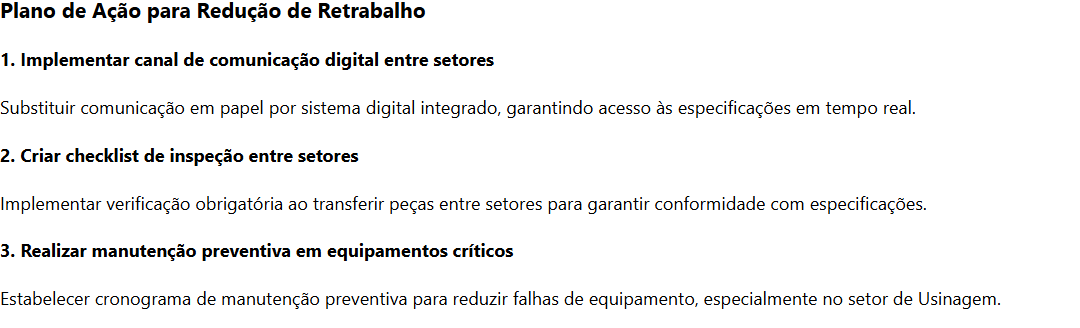 Plano de Ação para Redução de Retrabalho
1. Implementar canal de comunicação digital entre setores
Substituir comunicação em papel por sistema digital integrado, garantindo acesso às especificações em tempo real.
2. Criar checklist de inspeção entre setores
Implementar verificação obrigatória ao transferir peças entre setores para garantir conformidade com especificações.
3. Realizar manutenção preventiva em equipamentos críticos
Estabelecer cronograma de manutenção preventiva para reduzir falhas de equipamento, especialmente no setor de Usinagem.